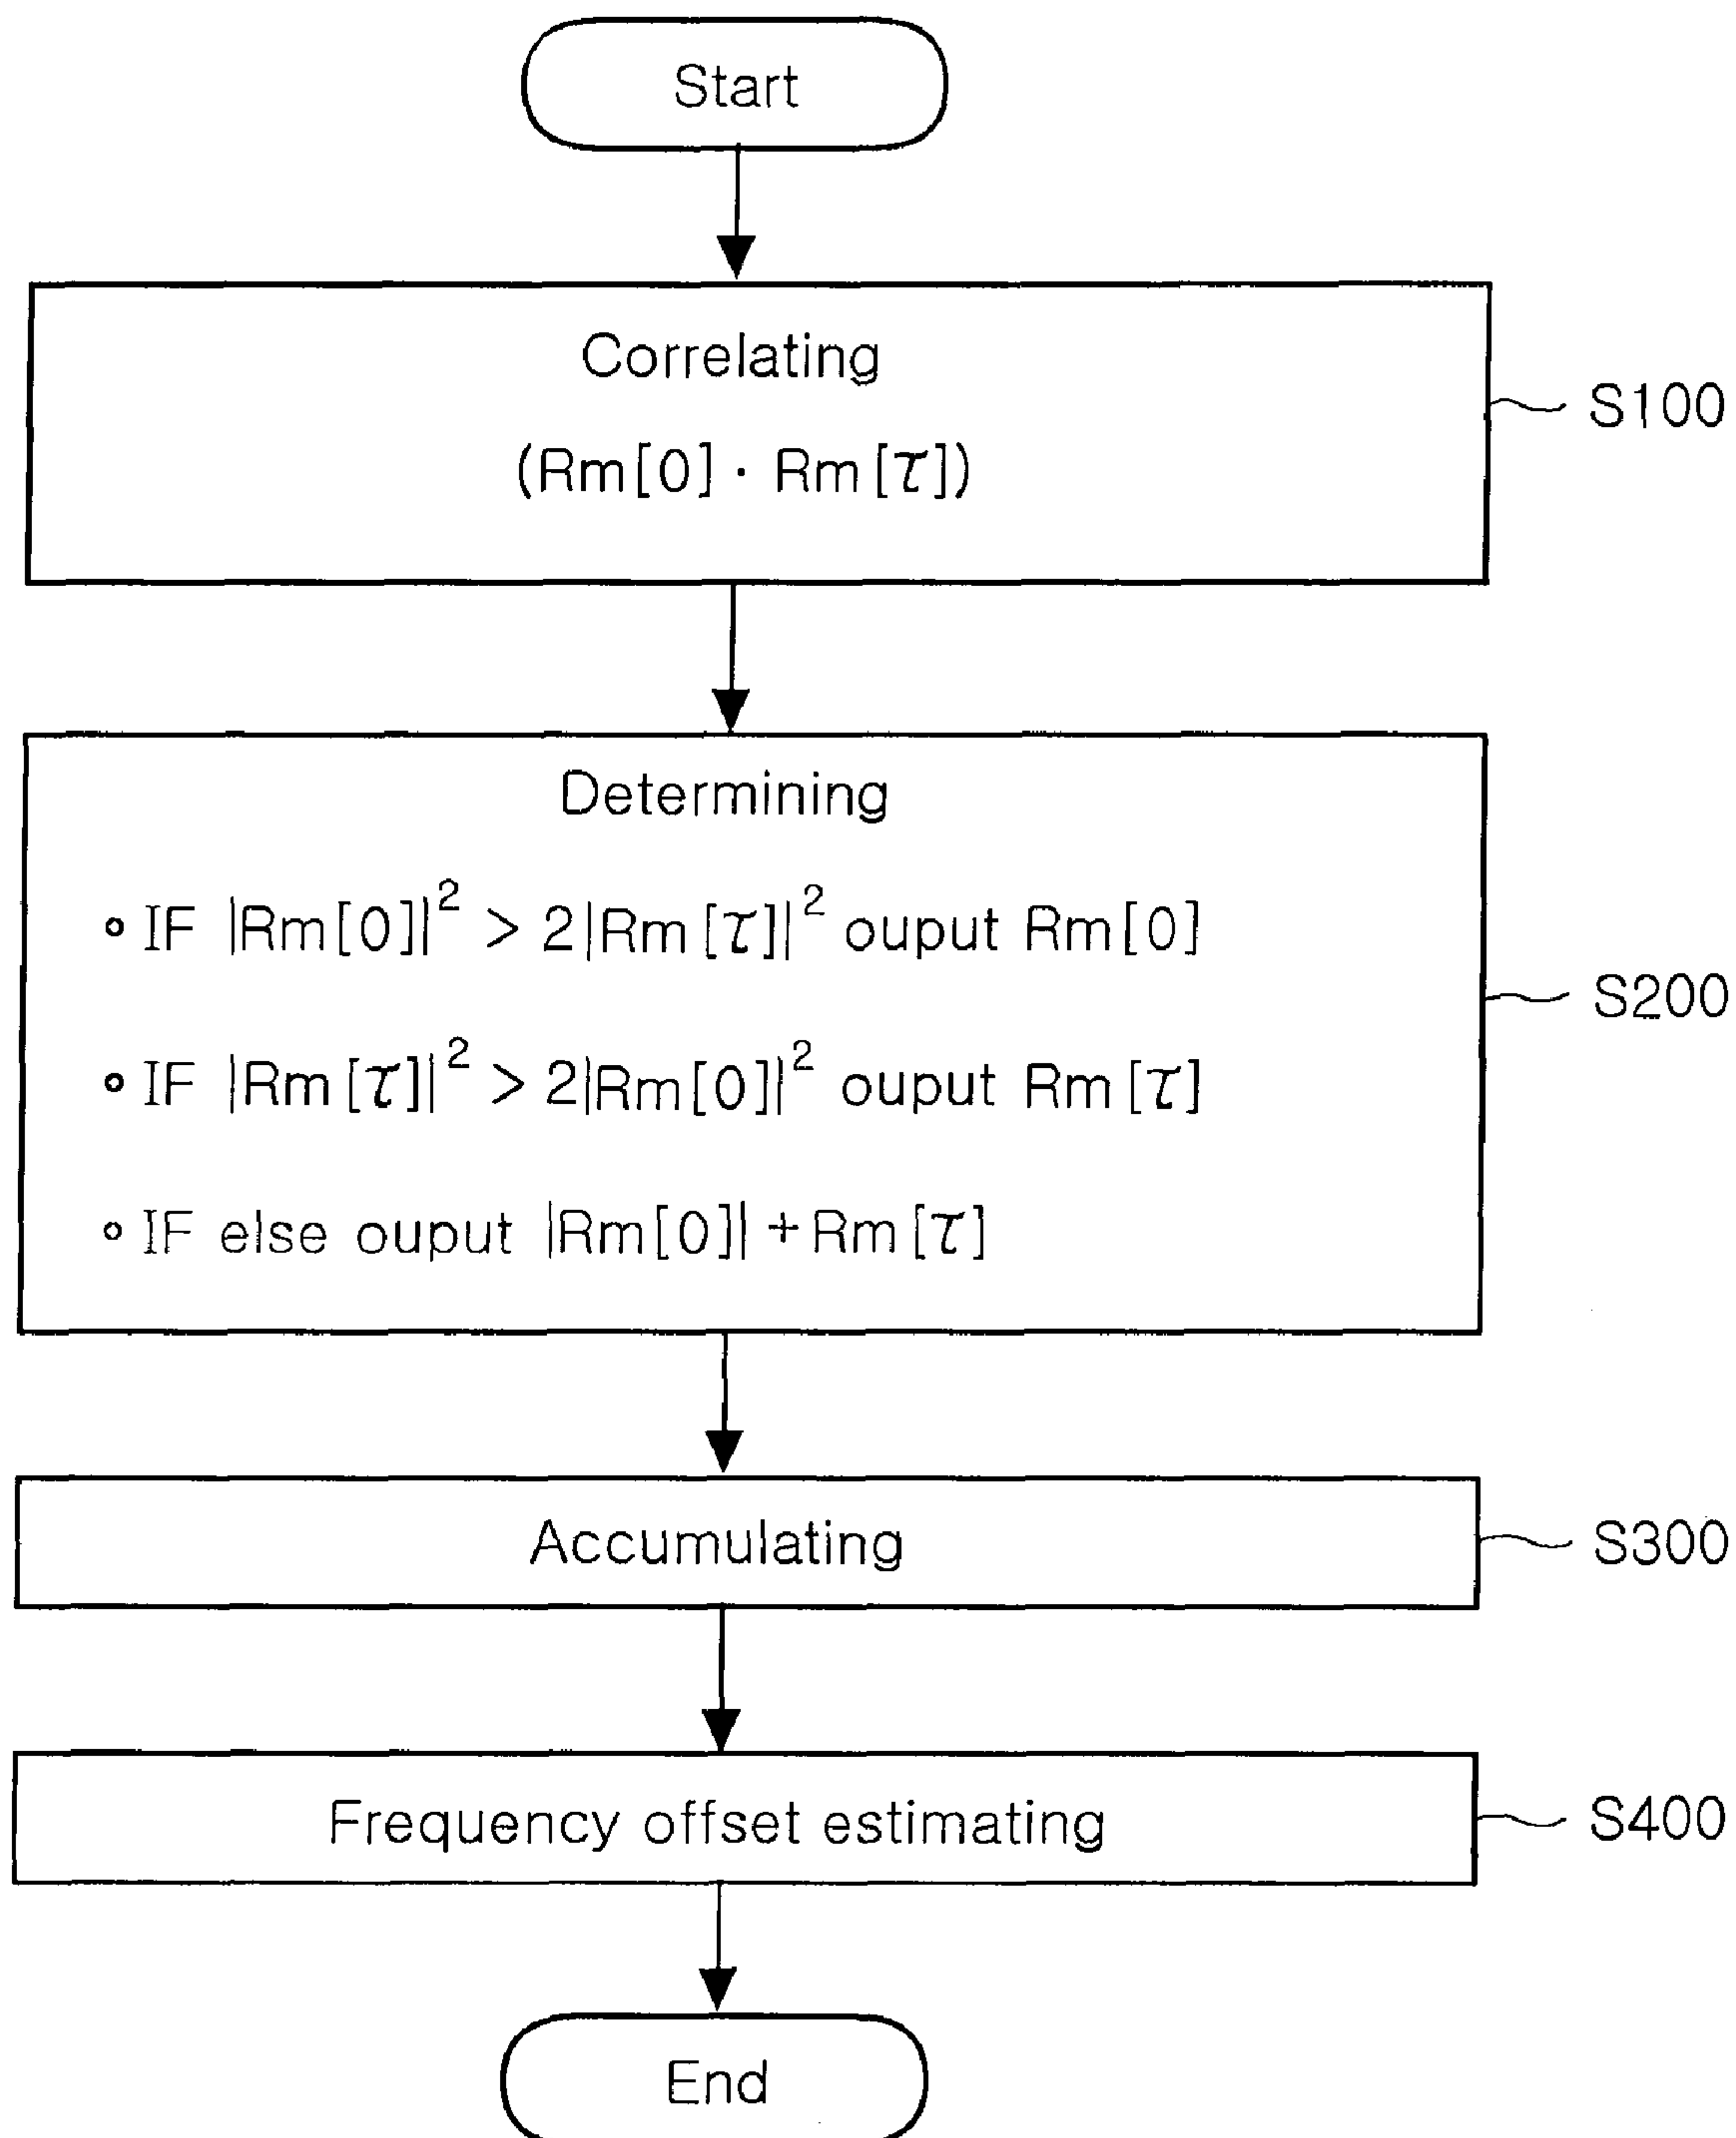 Start
Correlating
(Rm[0] · Rm[τ])
S100
Determining
∘ IF |Rm[0]|² > 2|Rm[τ]|² ouput Rm[0]
∘ IF |Rm[τ]|² > 2|Rm[0]|² ouput Rm[τ]
∘ IF else ouput |Rm[0]| + Rm[τ]
S200
Accumulating
S300
Frequency offset estimating
S400
End